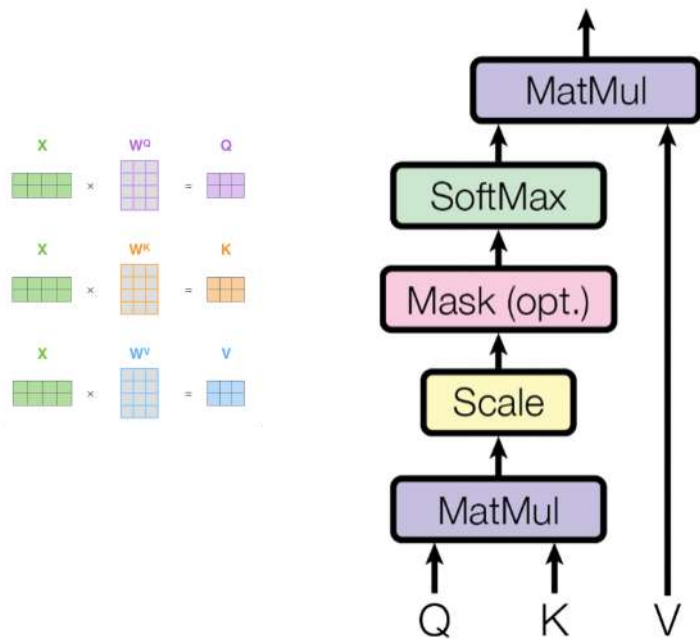 X W^Q Q
× =
X W^K K
× =
X W^V V
× =
MatMul
SoftMax
Mask (opt.)
Scale
MatMul
Q K V